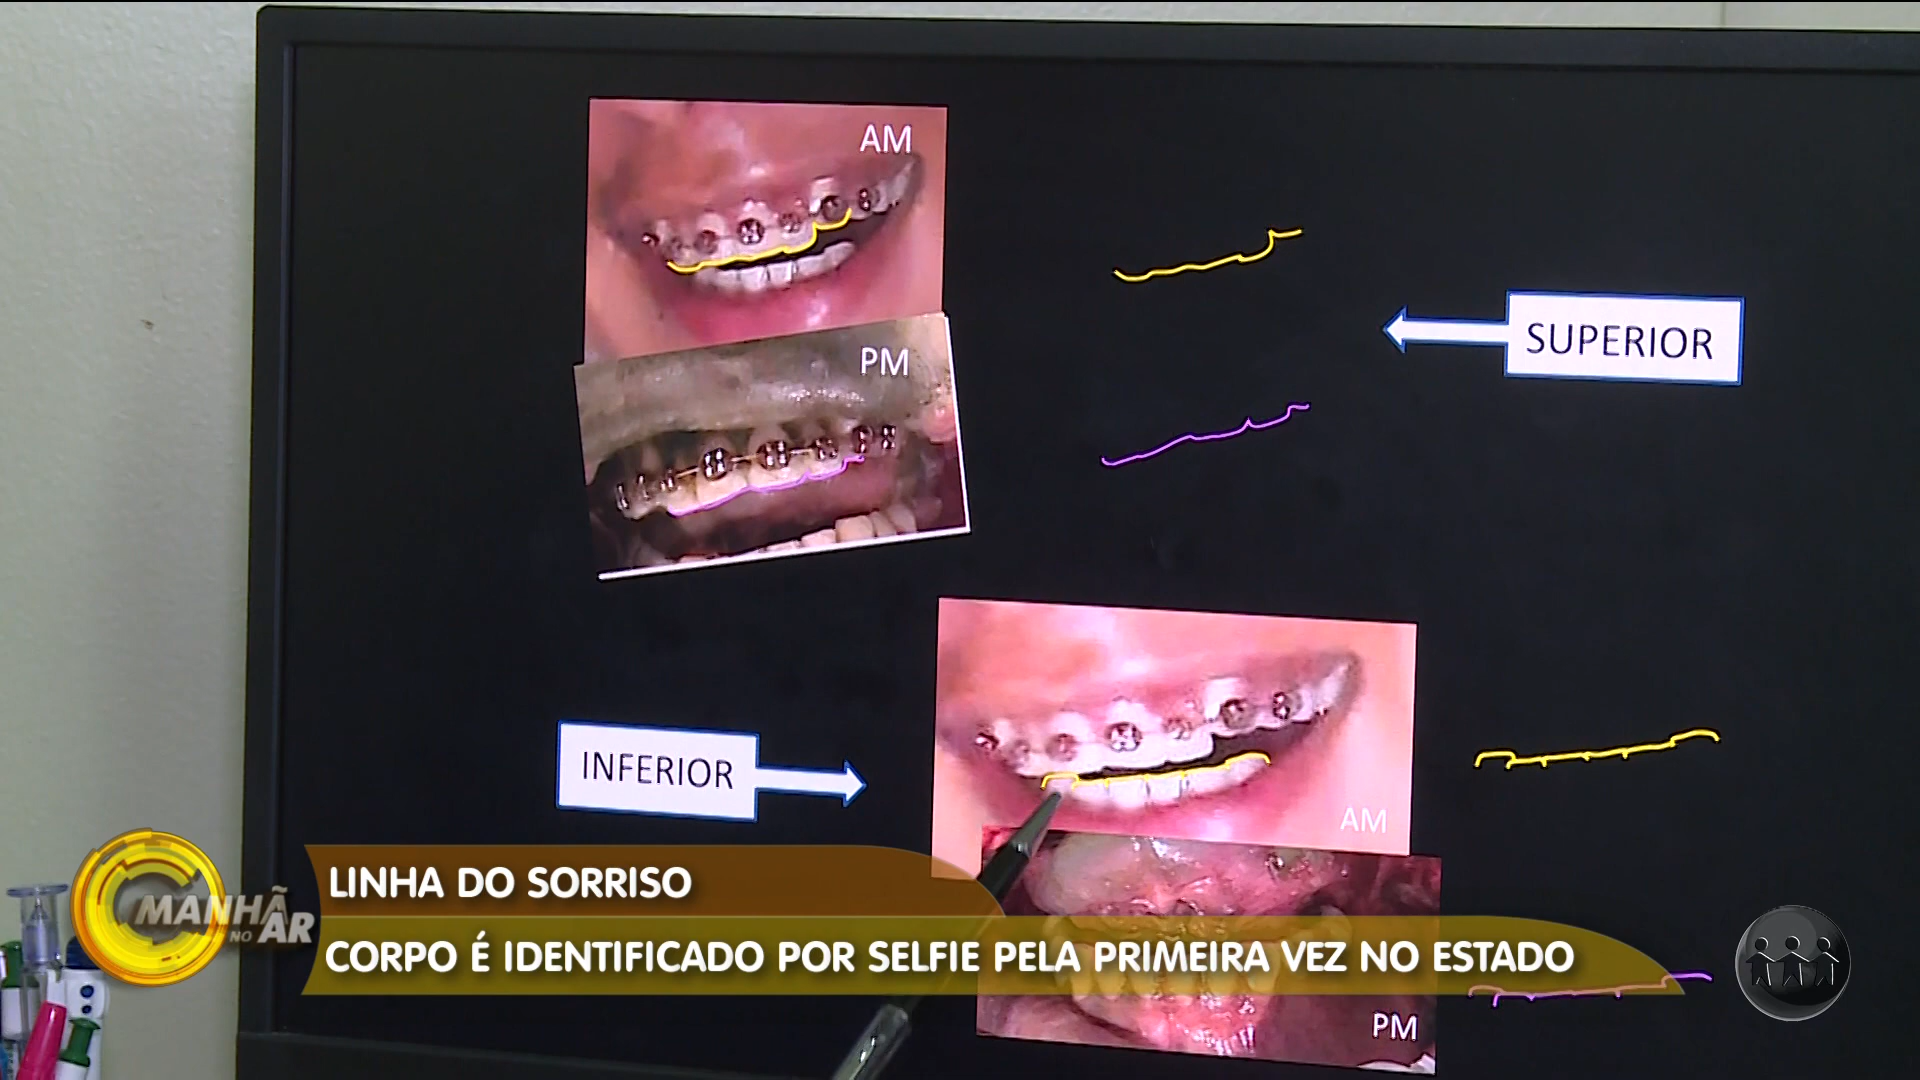 AM
SUPERIOR
PM
INFERIOR
AM
LINHA DO SORRISO
MANHÃ
NO AR
CORPO É IDENTIFICADO POR SELFIE PELA PRIMEIRA VEZ NO ESTADO
PM